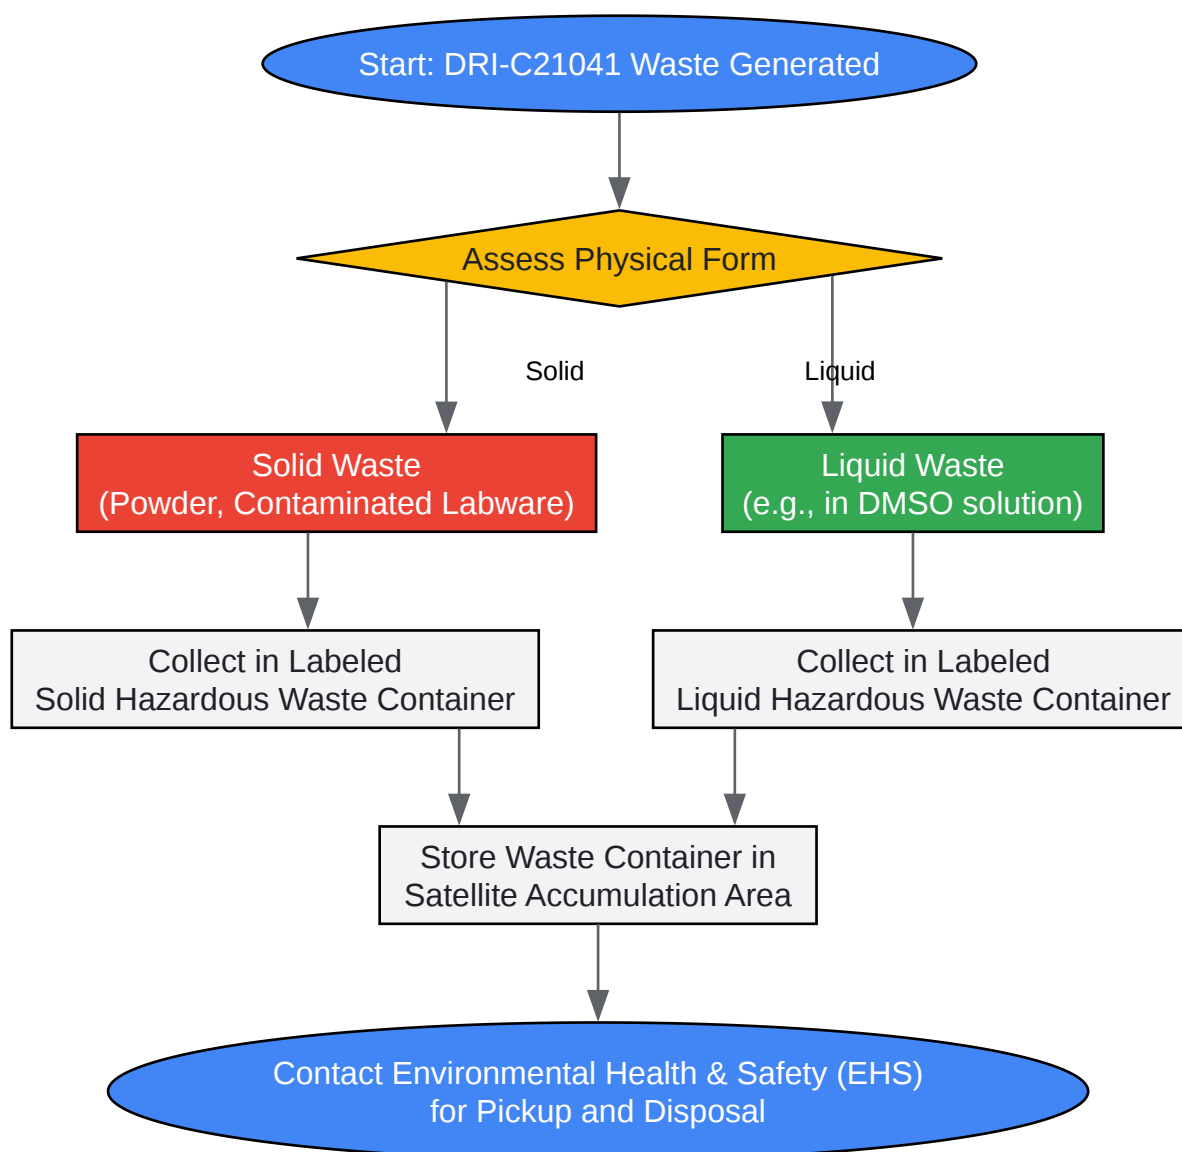 Start: DRI-C21041 Waste Generated
Assess Physical Form
Solid
Liquid
Solid Waste
(Powder, Contaminated Labware)
Liquid Waste
(e.g., in DMSO solution)
Collect in Labeled
Solid Hazardous Waste Container
Collect in Labeled
Liquid Hazardous Waste Container
Store Waste Container in
Satellite Accumulation Area
Contact Environmental Health & Safety (EHS)
for Pickup and Disposal